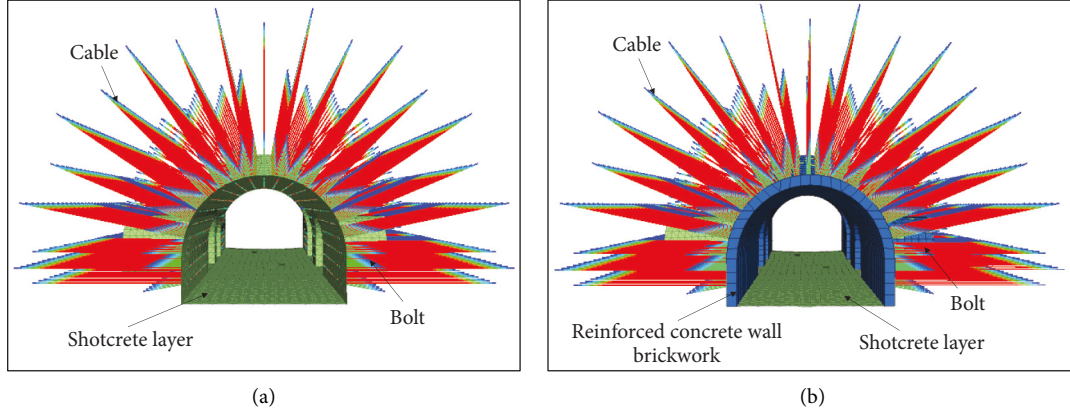 Cable
Bolt
Shotcrete layer
(a)
Cable
Bolt
Reinforced concrete wall
brickwork
Shotcrete layer
(b)